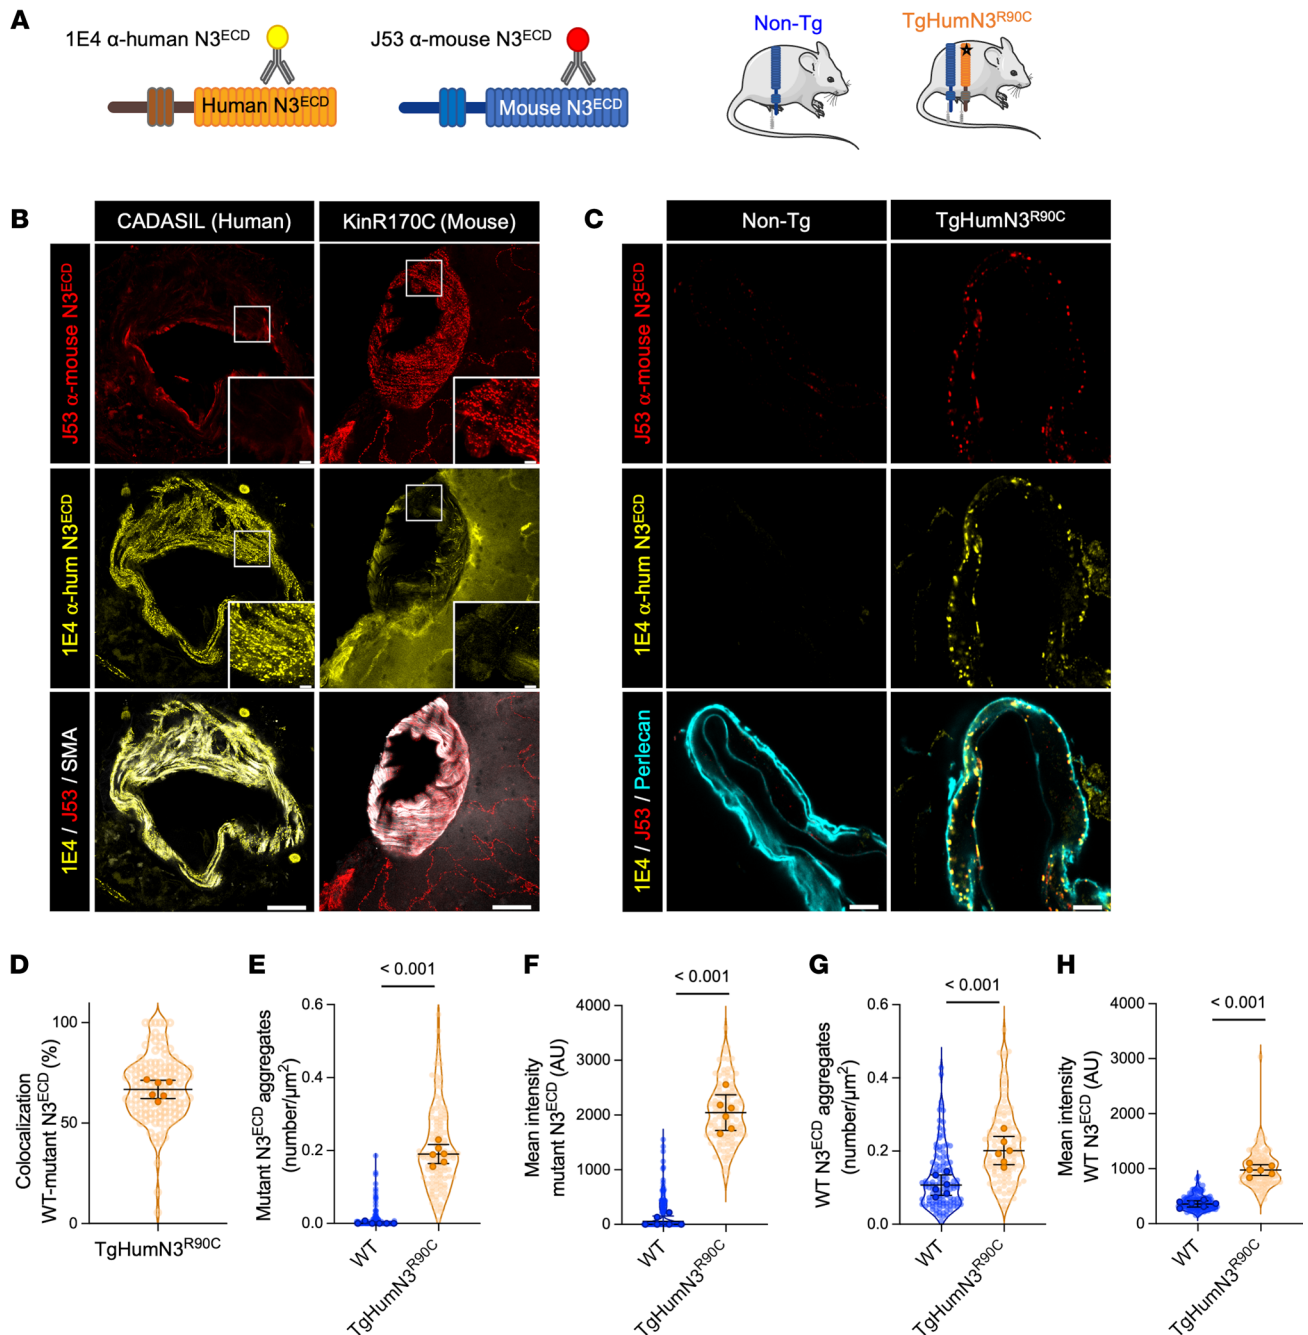 A
1E4 α-human N3ECD
J53 α-mouse N3ECD
Human N3ECD
Mouse N3ECD
Non-Tg
TgHumN3R90C
B
CADASIL (Human)
KinR170C (Mouse)
J53 α-mouse N3ECD
1E4 α-hum N3ECD
1E4 / J53 / SMA
C
Non-Tg
TgHumN3R90C
J53 α-mouse N3ECD
1E4 α-hum N3ECD
1E4 / J53 / Perlecan
D
Colocalization
WT-mutant N3ECD (%)
100
50
0
TgHumN3R90C
E
< 0.001
Mutant N3ECD aggregates
(number/μm2)
0.6
0.4
0.2
0.0
WT
TgHumN3R90C
F
< 0.001
Mean intensity
mutant N3ECD (AU)
4000
3000
2000
1000
0
WT
TgHumN3R90C
G
< 0.001
WT N3ECD aggregates
(number/μm2)
0.6
0.4
0.2
0.0
WT
TgHumN3R90C
H
< 0.001
Mean intensity
WT N3ECD (AU)
4000
3000
2000
1000
0
WT
TgHumN3R90C